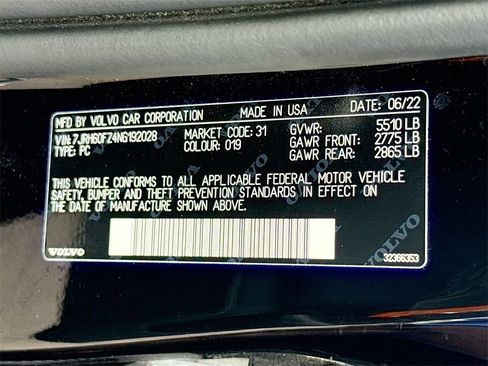 MFD BY VOLVO CAR CORPORATION MADE IN USA DATE: 06/22
VIN: 7JRH60FZ4NG192028 MARKET CODE: 31 GVWR: 5510 LB
TYPE: PC COLOUR: 019 GAWR FRONT: 2775 LB
GAWR REAR: 2865 LB
THIS VEHICLE CONFORMS TO ALL APPLICABLE FEDERAL MOTOR VEHICLE
SAFETY, BUMPER AND THEFT PREVENTION STANDARDS IN EFFECT ON
THE DATE OF MANUFACTURE SHOWN ABOVE.
VOLVO 32366353